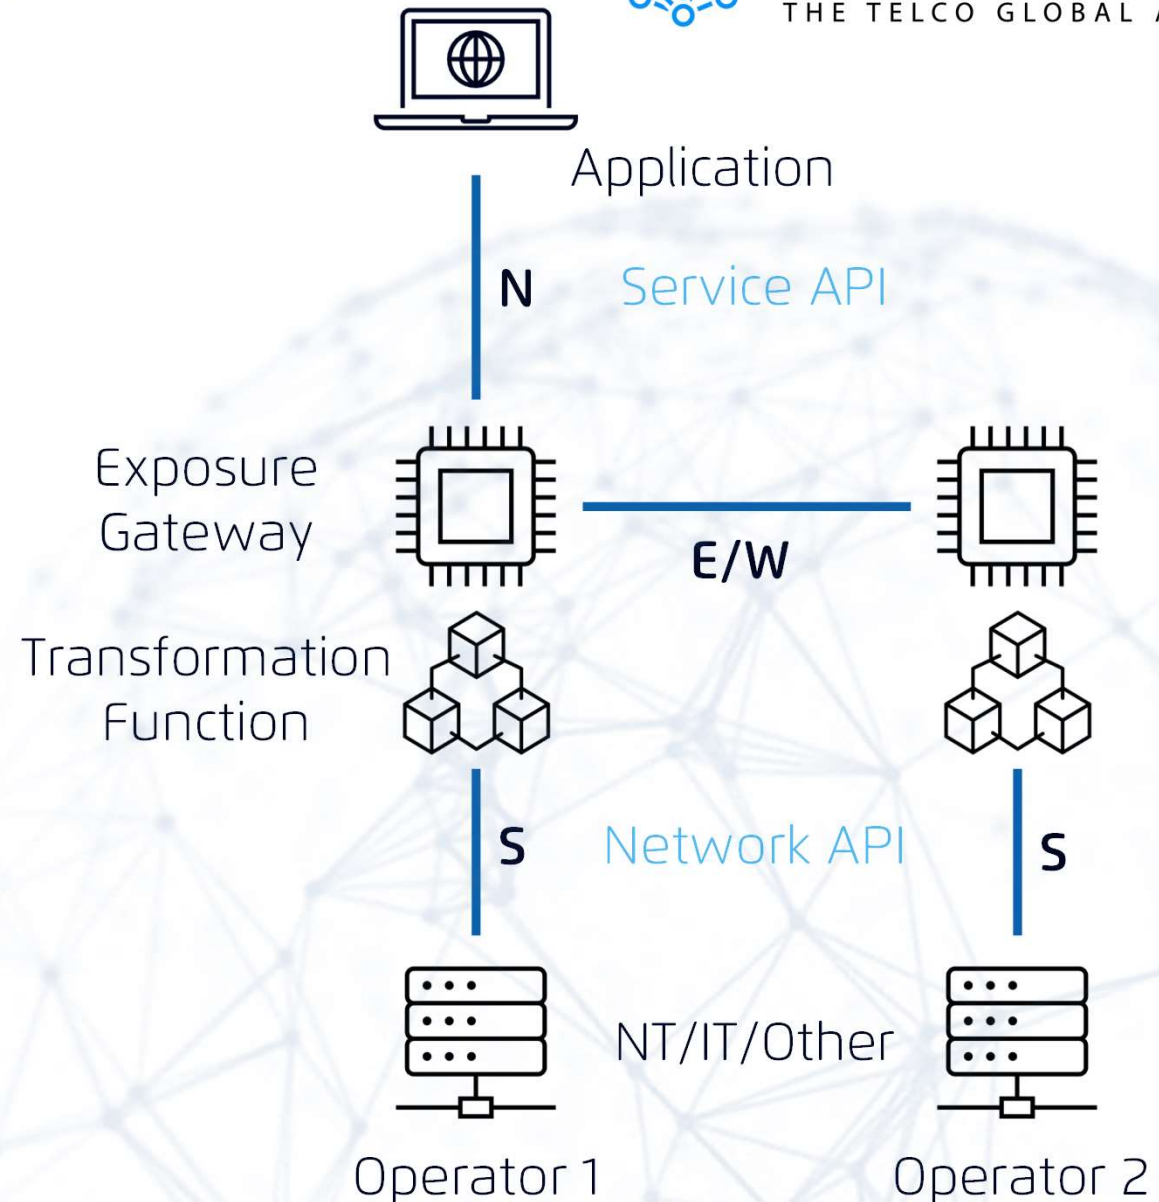 THE TELCO GLOBAL
Application
N
Service API
Exposure
Gateway
E/W
Transformation
Function
S
Network API
S
NT/IT/Other
Operator 1
Operator 2